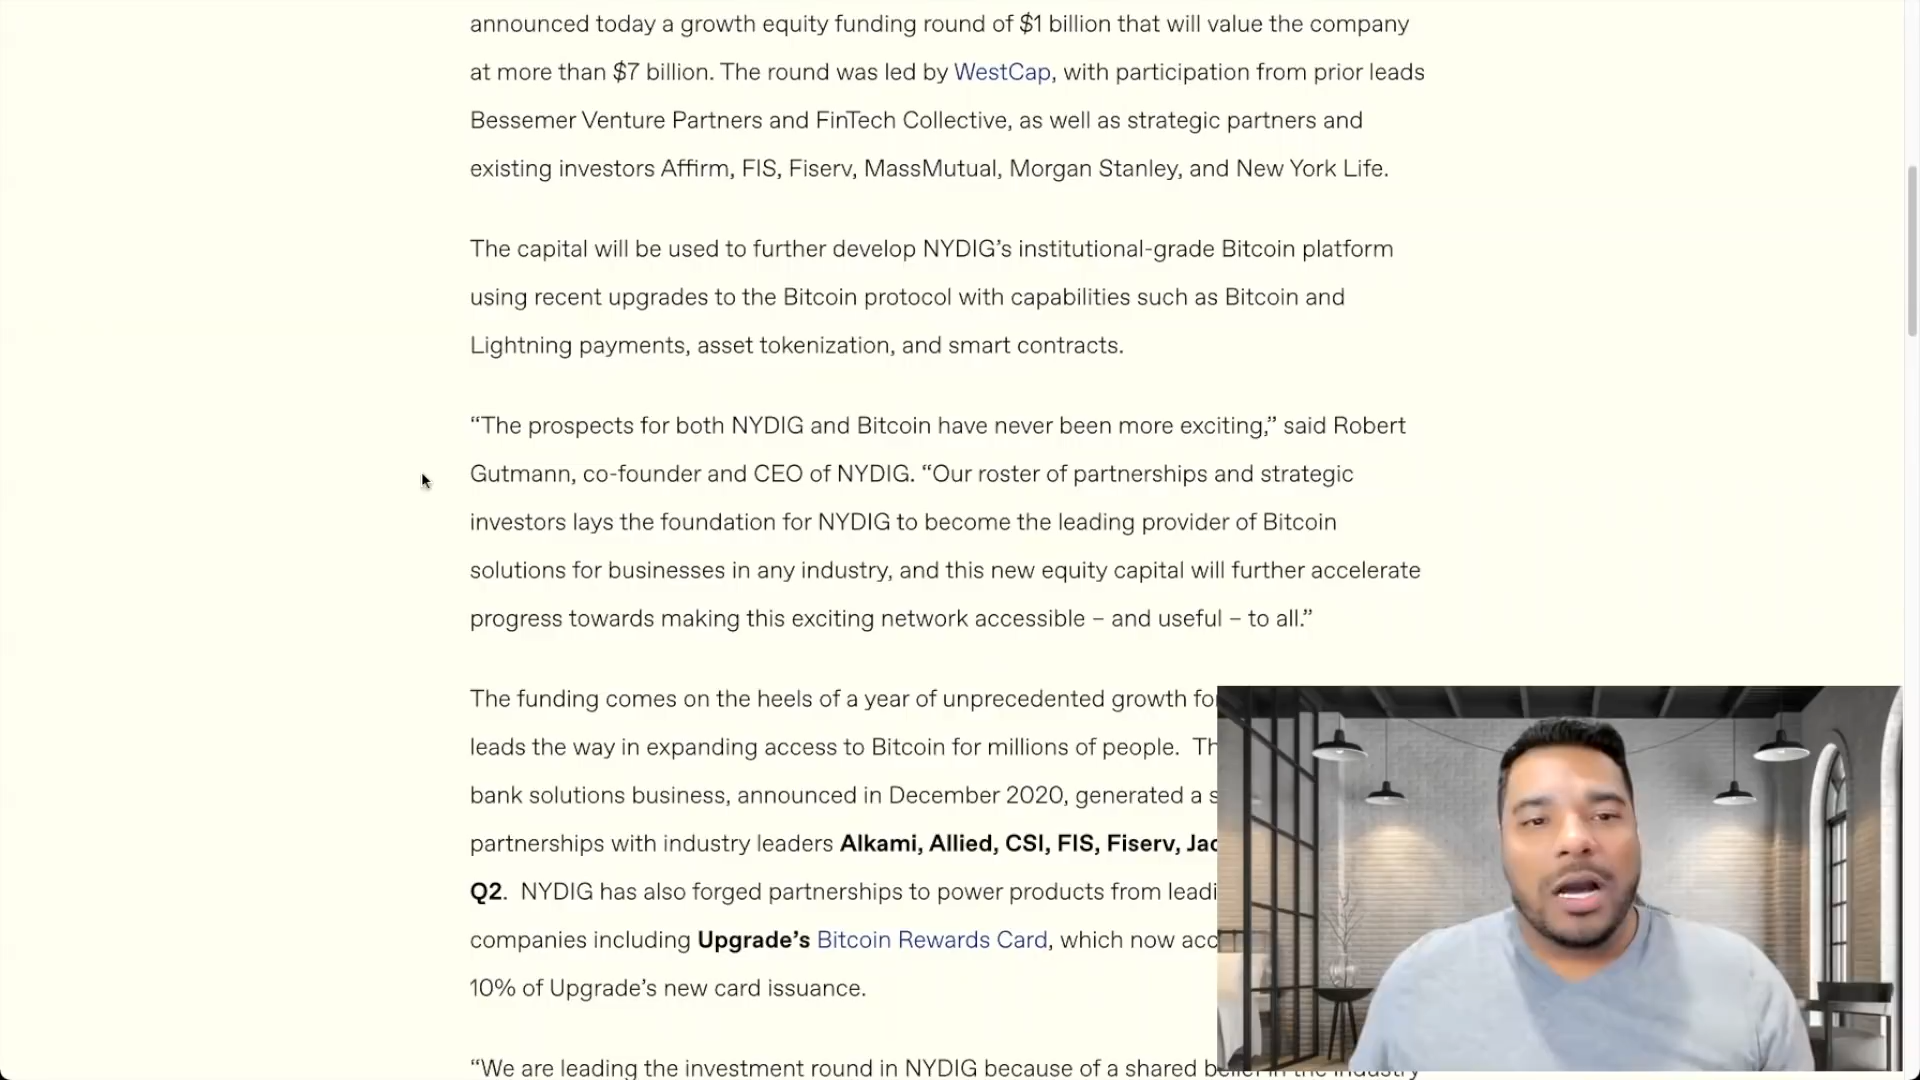 announced today a growth equity funding round of $1 billion that will value the company
at more than $7 billion. The round was led by WestCap, with participation from prior leads
Bessemer Venture Partners and FinTech Collective, as well as strategic partners and
existing investors Affirm, FIS, Fiserv, MassMutual, Morgan Stanley, and New York Life.
The capital will be used to further develop NYDIG’s institutional-grade Bitcoin platform
using recent upgrades to the Bitcoin protocol with capabilities such as Bitcoin and
Lightning payments, asset tokenization, and smart contracts.
“The prospects for both NYDIG and Bitcoin have never been more exciting,” said Robert
Gutmann, co-founder and CEO of NYDIG. “Our roster of partnerships and strategic
investors lays the foundation for NYDIG to become the leading provider of Bitcoin
solutions for businesses in any industry, and this new equity capital will further accelerate
progress towards making this exciting network accessible – and useful – to all.”
The funding comes on the heels of a year of unprecedented growth
leads the way in expanding access to Bitcoin for millions of people.
bank solutions business, announced in December 2020, generated a
partnerships with industry leaders Alkami, Allied, CSI, FIS, Fiserv,
Q2. NYDIG has also forged partnerships to power products from
companies including Upgrade’s Bitcoin Rewards Card, which now
10% of Upgrade’s new card issuance.
“We are leading the investment round in NYDIG because of a shared